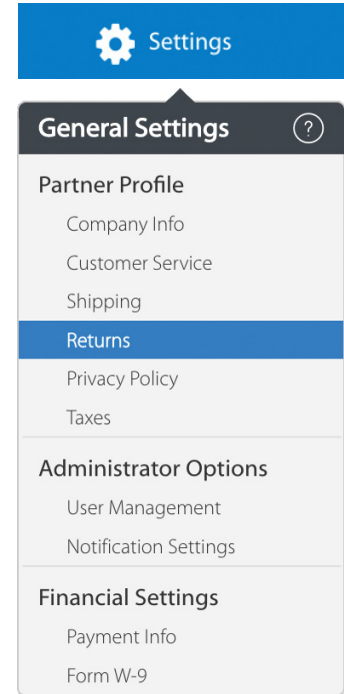 Settings
General Settings ?
Partner Profile
Company Info
Customer Service
Shipping
Returns
Privacy Policy
Taxes
Administrator Options
User Management
Notification Settings
Financial Settings
Payment Info
Form W-9